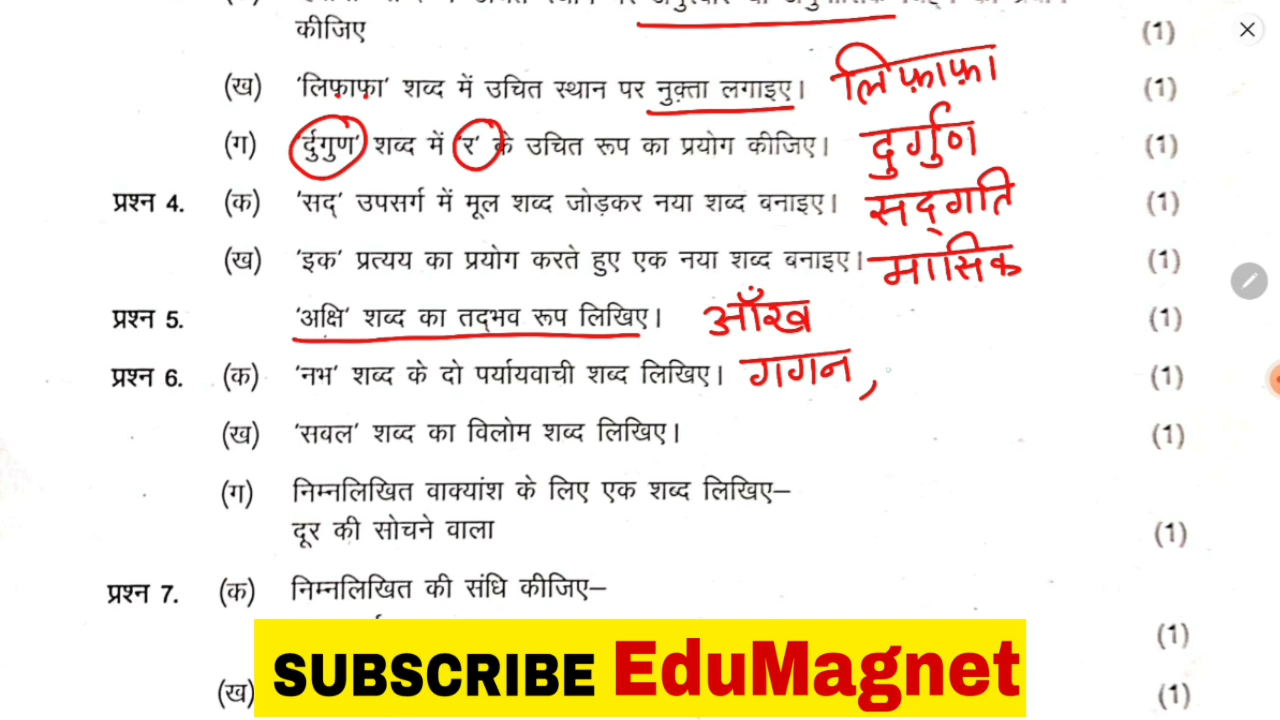 कीजिए (1)
(ख) 'लिफ़ाफ़ा' शब्द में उचित स्थान पर नुक़्ता लगाइए। लिफ़ाफ़ा (1)
(ग) 'र्दुगुण' शब्द में 'र' के उचित रूप का प्रयोग कीजिए। दुर्गुण (1)
प्रश्न 4. (क) 'सद्' उपसर्ग में मूल शब्द जोड़कर नया शब्द बनाइए। सद्गति (1)
(ख) 'इक' प्रत्यय का प्रयोग करते हुए एक नया शब्द बनाइए। मासिक (1)
प्रश्न 5. 'अक्षि' शब्द का तद्भव रूप लिखिए। आँख (1)
प्रश्न 6. (क) 'नभ' शब्द के दो पर्यायवाची शब्द लिखिए। गगन, (1)
(ख) 'सबल' शब्द का विलोम शब्द लिखिए। (1)
(ग) निम्नलिखित वाक्यांश के लिए एक शब्द लिखिए–
दूर की सोचने वाला (1)
प्रश्न 7. (क) निम्नलिखित की संधि कीजिए–
(1)
SUBSCRIBE EduMagnet
(ख) (1)